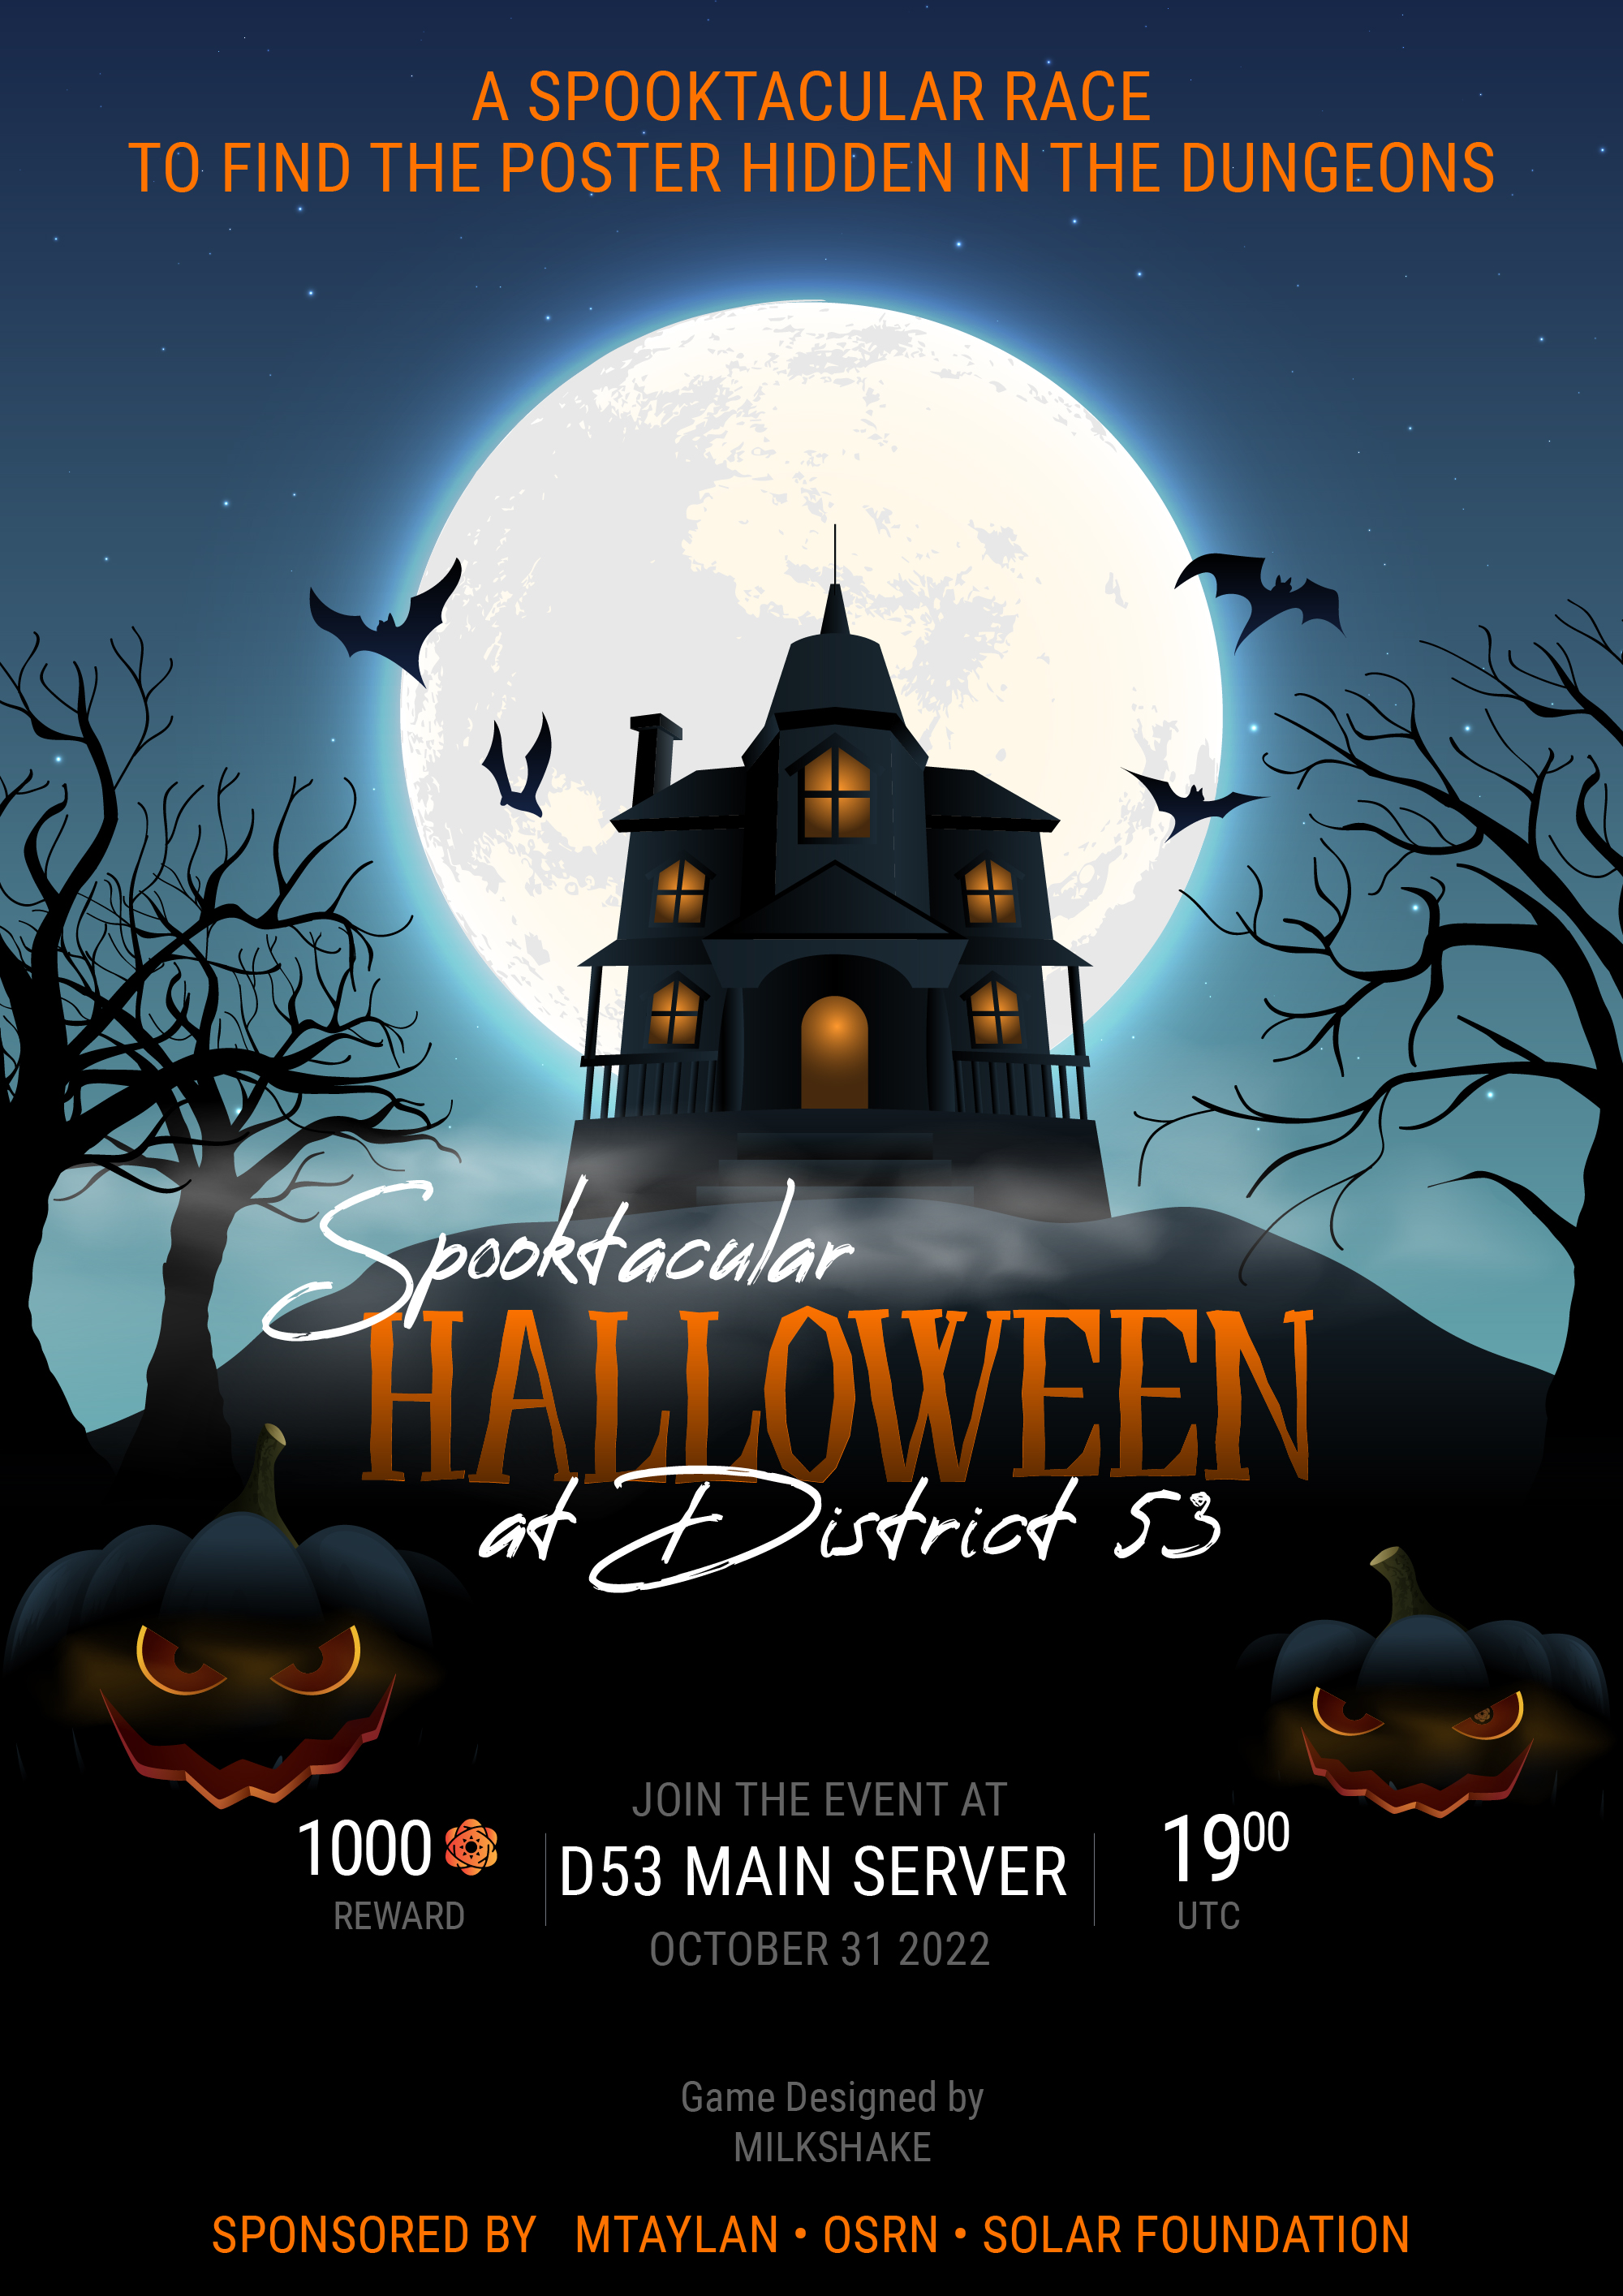 A SPOOKTACULAR RACE
TO FIND THE POSTER HIDDEN IN THE DUNGEONS
Spooktacular
HALLOWEEN
at District 53
JOIN THE EVENT AT
1000
D53 MAIN SERVER
19⁰⁰
REWARD
UTC
OCTOBER 31 2022
Game Designed by
MILKSHAKE
SPONSORED BY MTAYLAN • OSRN • SOLAR FOUNDATION